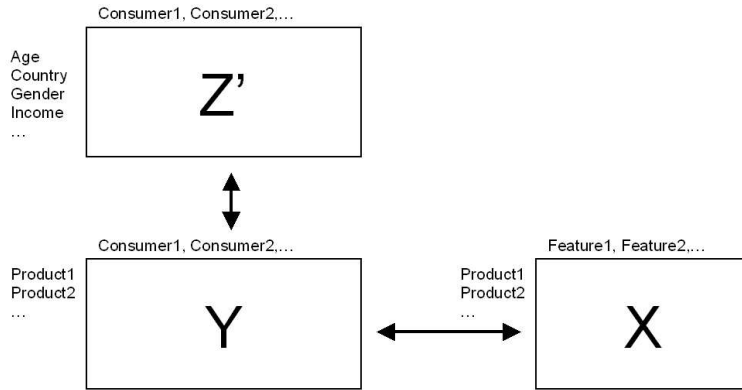 Consumer1, Consumer2,...
Age
Country
Gender
Income
...
Z’
Consumer1, Consumer2,...
Product1
Product2
...
Y
Feature1, Feature2,...
Product1
Product2
...
X